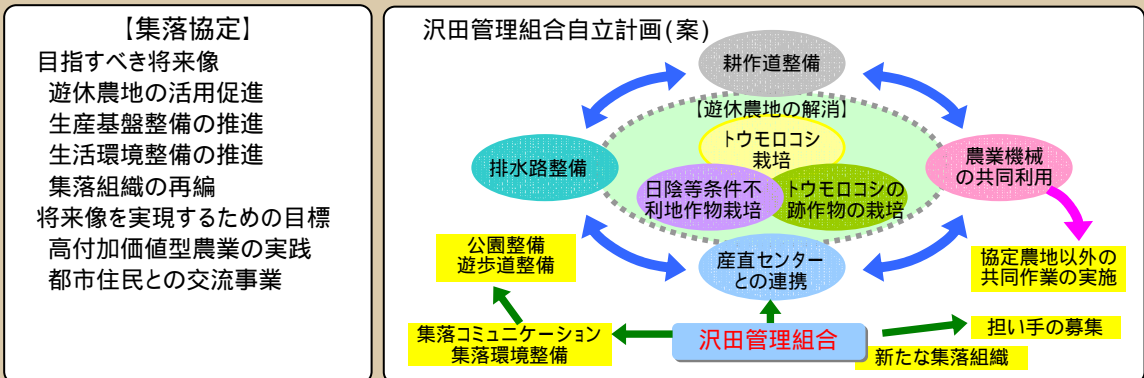 【集落協定】
目指すべき将来像
遊休農地の活用促進
生産基盤整備の推進
生活環境整備の推進
集落組織の再編
将来像を実現するための目標
高付加価値型農業の実践
都市住民との交流事業
沢田管理組合自立計画(案)
耕作道整備
【遊休農地の解消】
トウモロコシ
栽培
排水路整備
農業機械
の共同利用
日陰等条件不
利地作物栽培
トウモロコシの
跡作物の栽培
公園整備
遊歩道整備
産直センター
との連携
協定農地以外の
共同作業の実施
集落コミュニケーション
集落環境整備
沢田管理組合
担い手の募集
新たな集落組織